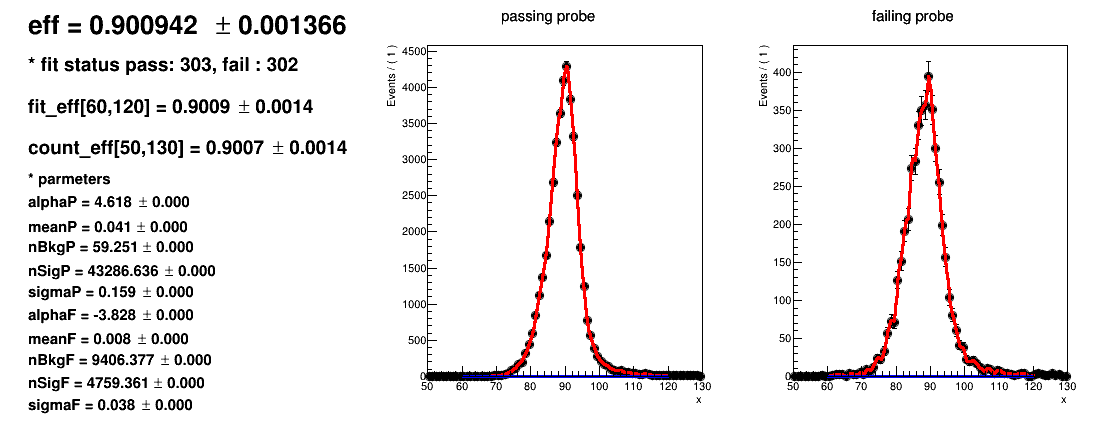 eff = 0.900942 ± 0.001366
* fit status pass: 303, fail : 302
fit_eff[60,120] = 0.9009 ± 0.0014
count_eff[50,130] = 0.9007 ± 0.0014
* parmeters
alphaP = 4.618 ± 0.000
meanP = 0.041 ± 0.000
nBkgP = 59.251 ± 0.000
nSigP = 43286.636 ± 0.000
sigmaP = 0.159 ± 0.000
alphaF = -3.828 ± 0.000
meanF = 0.008 ± 0.000
nBkgF = 9406.377 ± 0.000
nSigF = 4759.361 ± 0.000
sigmaF = 0.038 ± 0.000
passing probe
Events / ( 1 )
4500
4000
3500
3000
2500
2000
1500
1000
500
0
50 60 70 80 90 100 110 120 130
x
failing probe
Events / ( 1 )
400
350
300
250
200
150
100
50
0
50 60 70 80 90 100 110 120 130
x